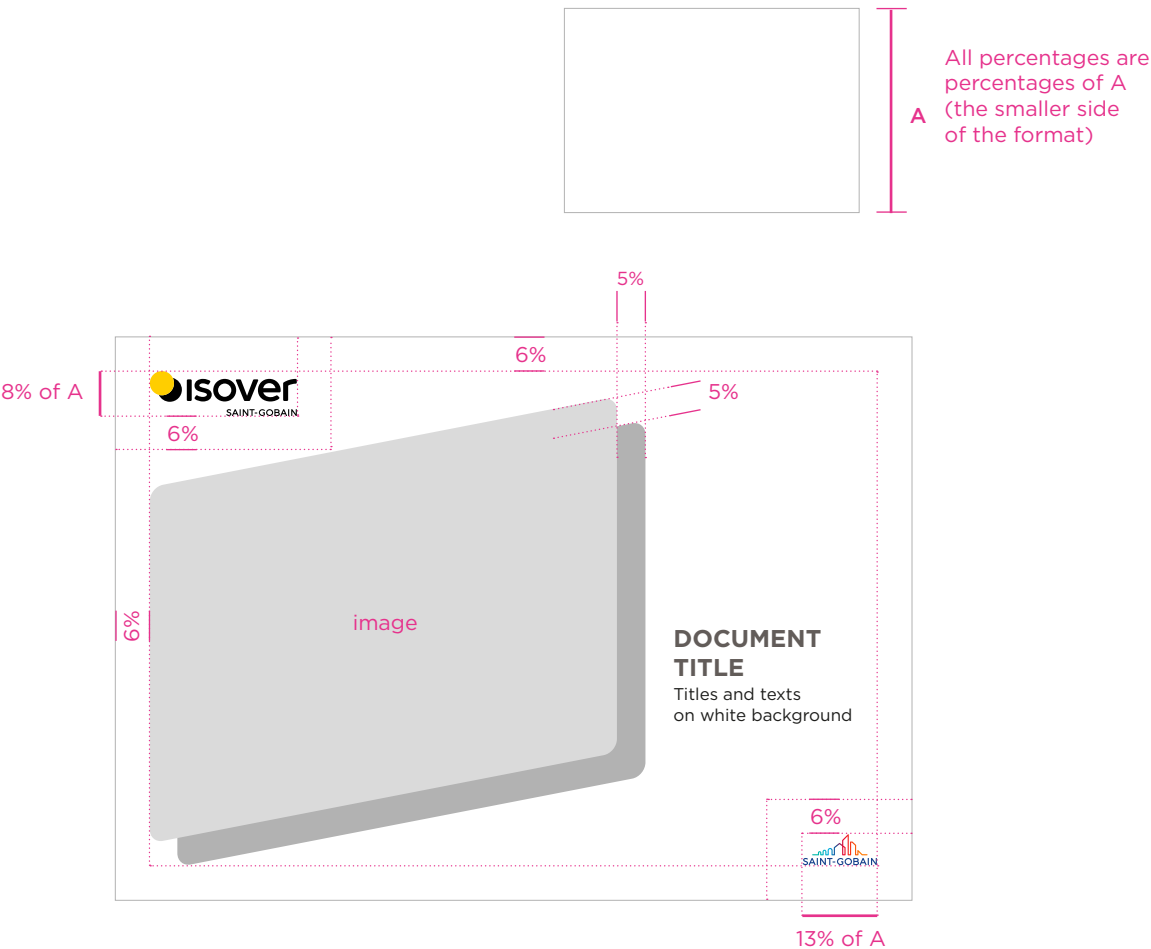 All percentages are
percentages of A
A
(the smaller side
of the format)
5%
6%
8% of A
isover
SAINT-GOBAIN
5%
6%
6%
image
DOCUMENT
TITLE
Titles and texts
on white background
6%
SAINT-GOBAIN
13% of A